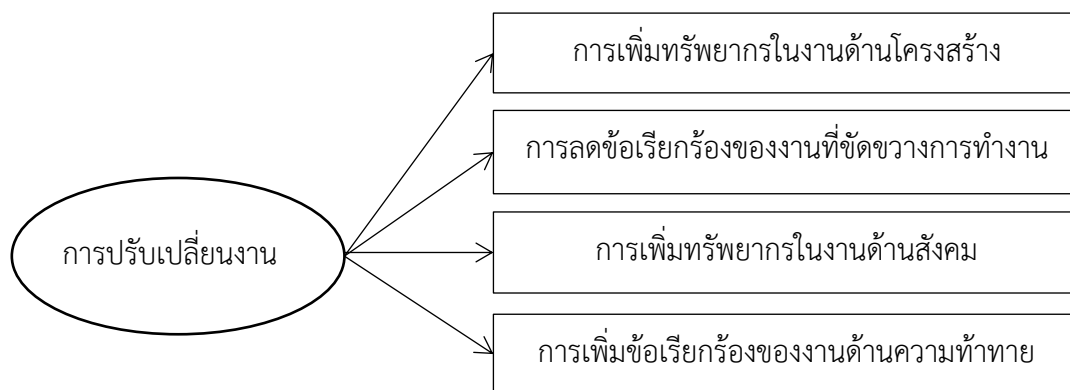 การเพิ่มทรัพยากรในงานด้านโครงสร้าง
การลดข้อเรียกร้องของงานที่ขัดขวางการทำงาน
การปรับเปลี่ยนงาน
การเพิ่มทรัพยากรในงานด้านสังคม
การเพิ่มข้อเรียกร้องของงานด้านความท้าทาย